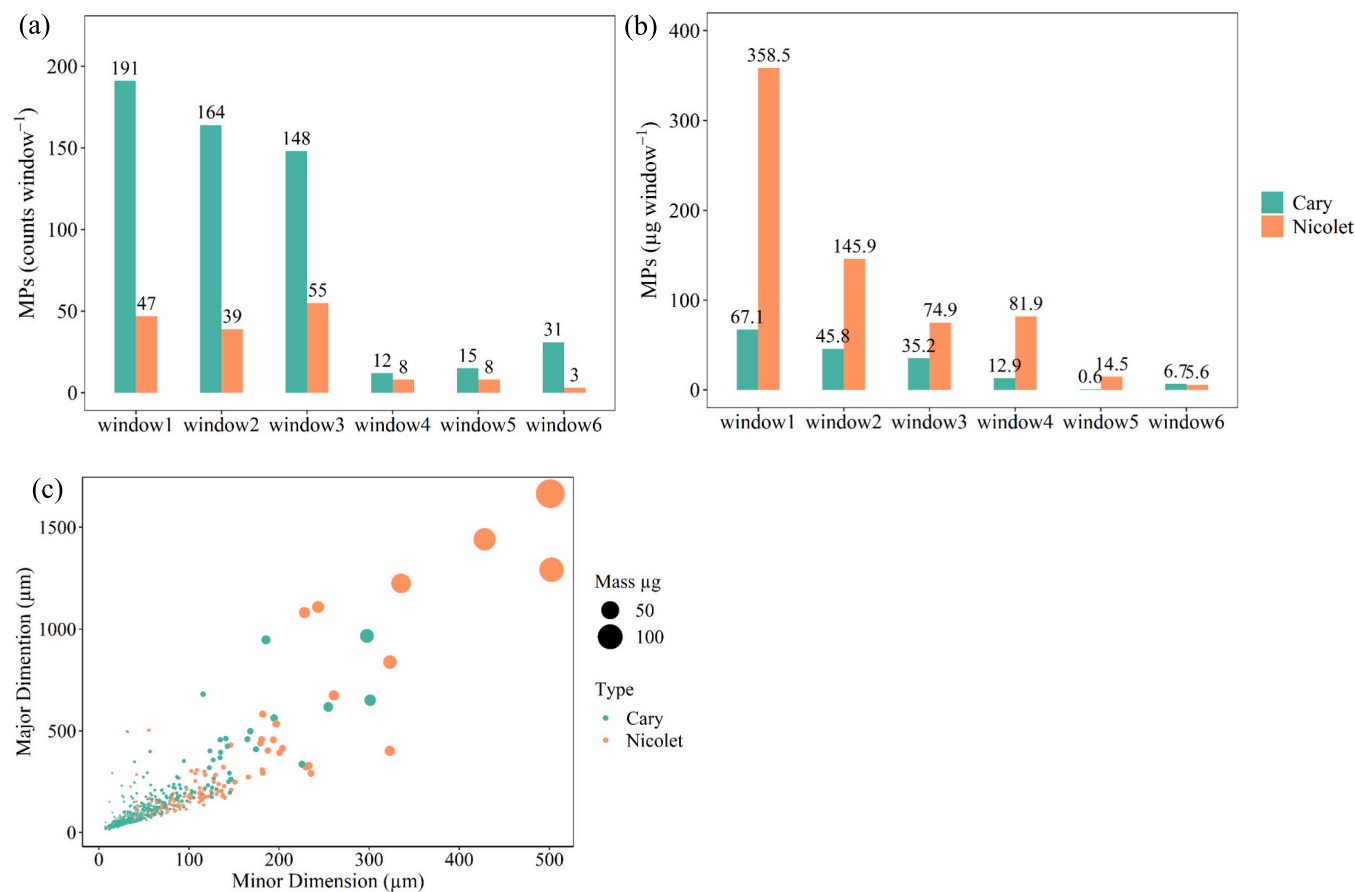 (a)
MPs (counts window⁻¹)
200
150
100
50
0
191
47
164
39
148
55
12
8
15
8
31
3
window1 window2 window3 window4 window5 window6
(b)
MPs (µg window⁻¹)
400
300
200
100
0
67.1
358.5
45.8
145.9
35.2
74.9
12.9
81.9
0.6
14.5
6.7
5.6
window1 window2 window3 window4 window5 window6
Cary
Nicolet
(c)
Major Dimention (µm)
1500
1000
500
0
0 100 200 300 400 500
Minor Dimension (µm)
Mass µg
50
100
Type
Cary
Nicolet